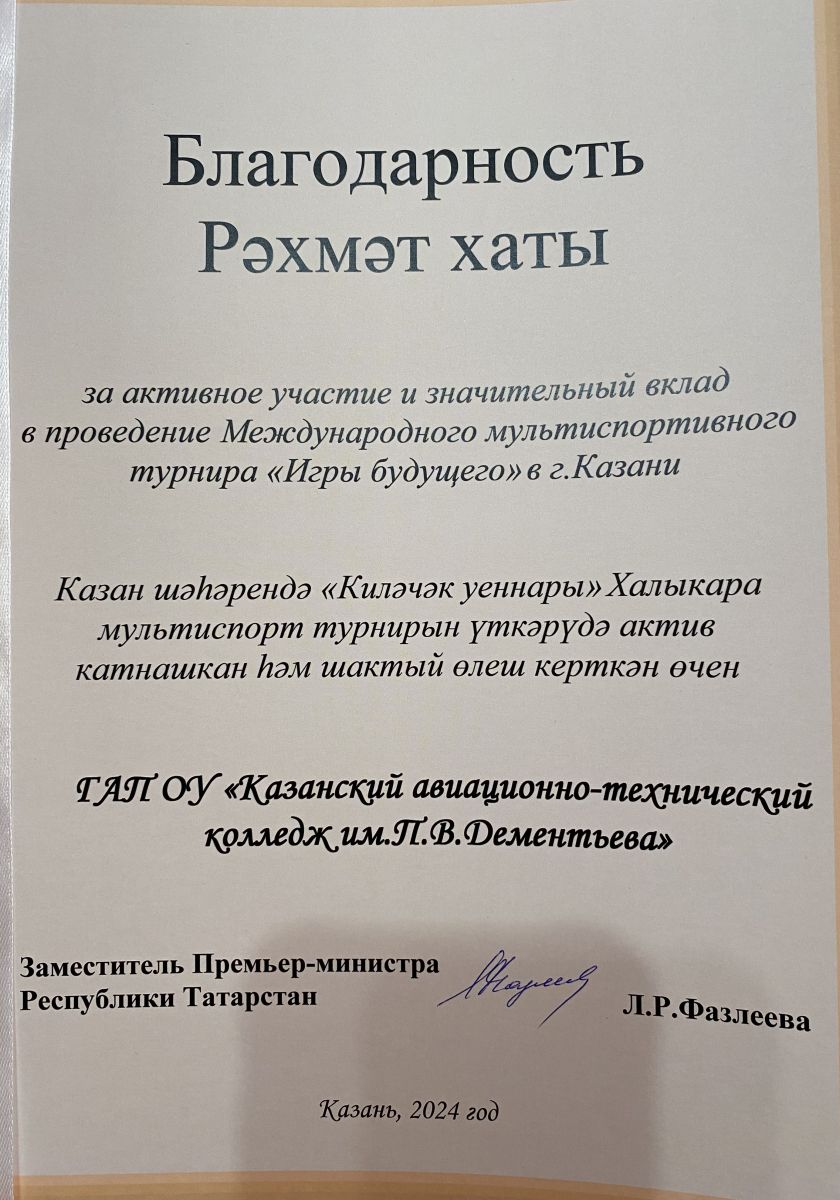 Благодарность
Рәхмәт хаты
за активное участие и значительный вклад
в проведение Международного мультиспортивного
турнира «Игры будущего» в г.Казани
Казан шәһәрендә «Киләчәк уеннары» Халыкара
мультиспорт турнирын үткәрүдә актив
катнашкан һәм шактый өлеш керткән өчен
ГАПОУ «Казанский авиационно-технический
колледж им.П.В.Дементьева»
Заместитель Премьер-министра
Республики Татарстан
Л.Р.Фазлеева
Казань, 2024 год